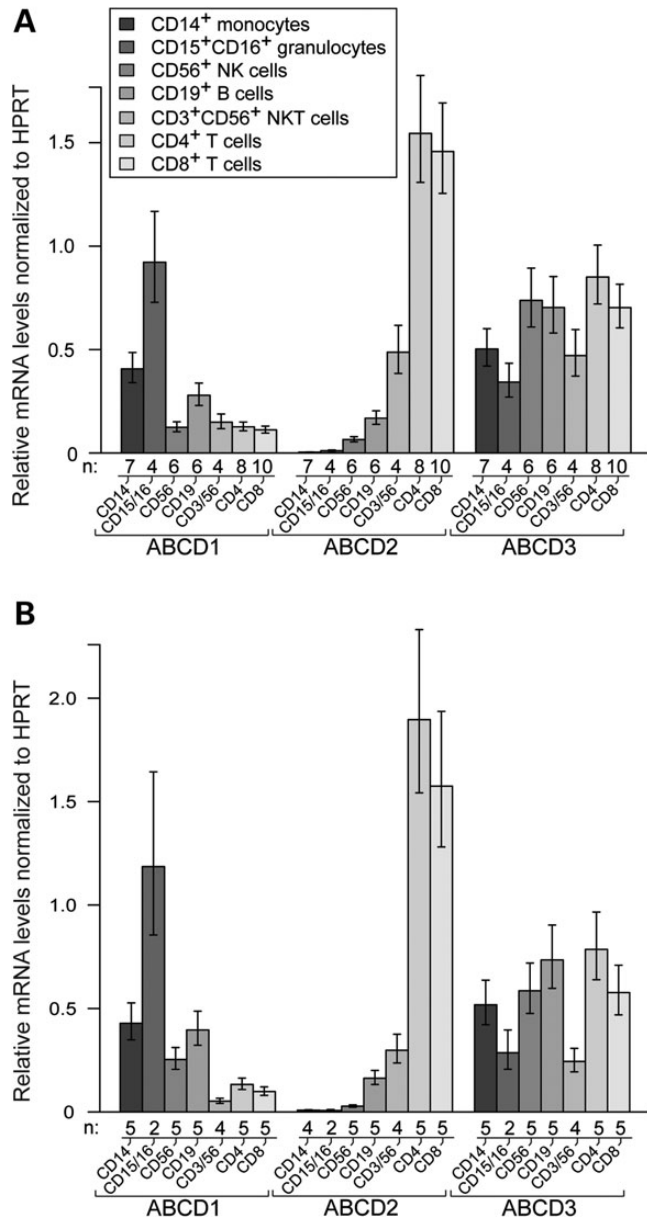 A
CD14+ monocytes
CD15+CD16+ granulocytes
CD56+ NK cells
CD19+ B cells
CD3+CD56+ NKT cells
CD4+ T cells
CD8+ T cells
Relative mRNA levels normalized to HPRT
1.5
1.0
0.5
0
n: 7 4 6 6 4 8 10 7 4 6 6 4 8 10 7 4 6 6 4 8 10
CD14 CD15/16 CD56 CD19 CD3/56 CD4 CD8 CD14 CD15/16 CD56 CD19 CD3/56 CD4 CD8 CD14 CD15/16 CD56 CD19 CD3/56 CD4 CD8
ABCD1 ABCD2 ABCD3
B
Relative mRNA levels normalized to HPRT
2.0
1.5
1.0
0.5
0
n: 5 2 5 5 4 5 5 4 2 5 5 4 5 5 5 2 5 5 4 5 5
CD14 CD15/16 CD56 CD19 CD3/56 CD4 CD8 CD14 CD15/16 CD56 CD19 CD3/56 CD4 CD8 CD14 CD15/16 CD56 CD19 CD3/56 CD4 CD8
ABCD1 ABCD2 ABCD3